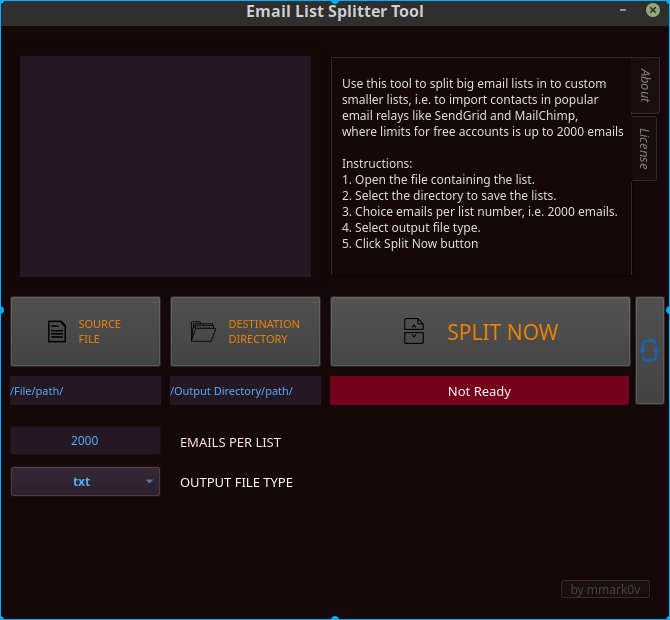 Email List Splitter Tool
Use this tool to split big email lists in to custom
smaller lists, i.e. to import contacts in popular
email relays like SendGrid and MailChimp,
where limits for free accounts is up to 2000 emails
Instructions:
1. Open the file containing the list.
2. Select the directory to save the lists.
3. Choice emails per list number, i.e. 2000 emails.
4. Select output file type.
5. Click Split Now button
About
License
SOURCE
FILE
DESTINATION
DIRECTORY
SPLIT NOW
/File/path/
/Output Directory/path/
Not Ready
2000
EMAILS PER LIST
txt
OUTPUT FILE TYPE
by mmark0v